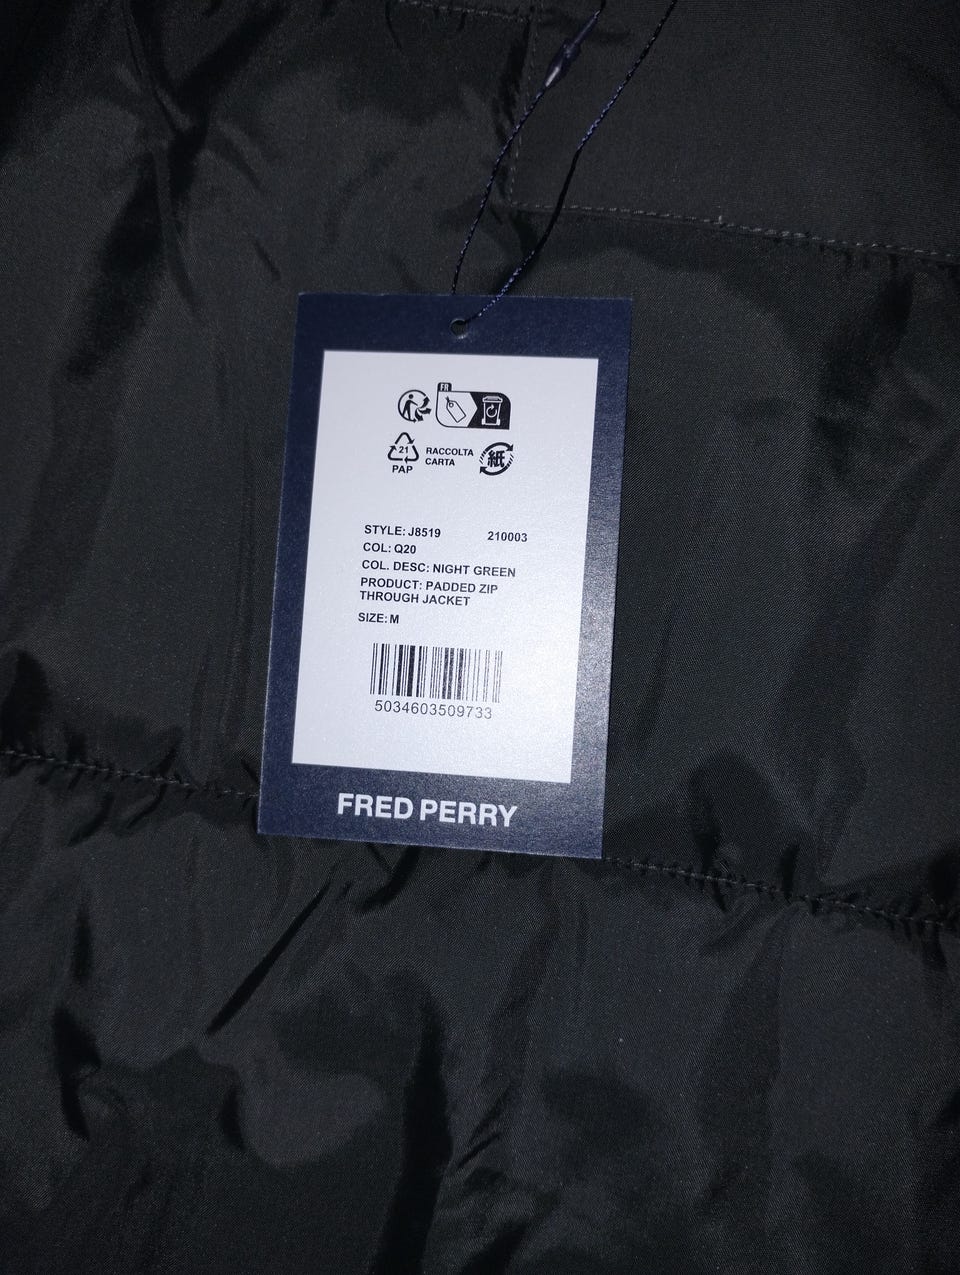 FR
21
PAP
RACCOLTA
CARTA
紙
STYLE: J8519 210003
COL: Q20
COL. DESC: NIGHT GREEN
PRODUCT: PADDED ZIP
THROUGH JACKET
SIZE: M
5034603509733
FRED PERRY